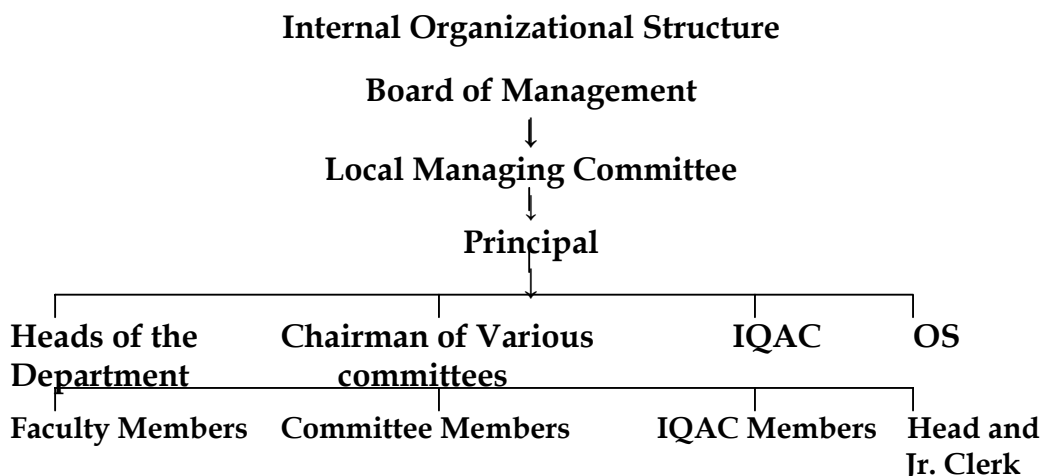 Internal Organizational Structure
Board of Management
↓
Local Managing Committee
↓
Principal
↓
Heads of the Department
Chairman of Various committees
IQAC
OS
Faculty Members
Committee Members
IQAC Members
Head and Jr. Clerk